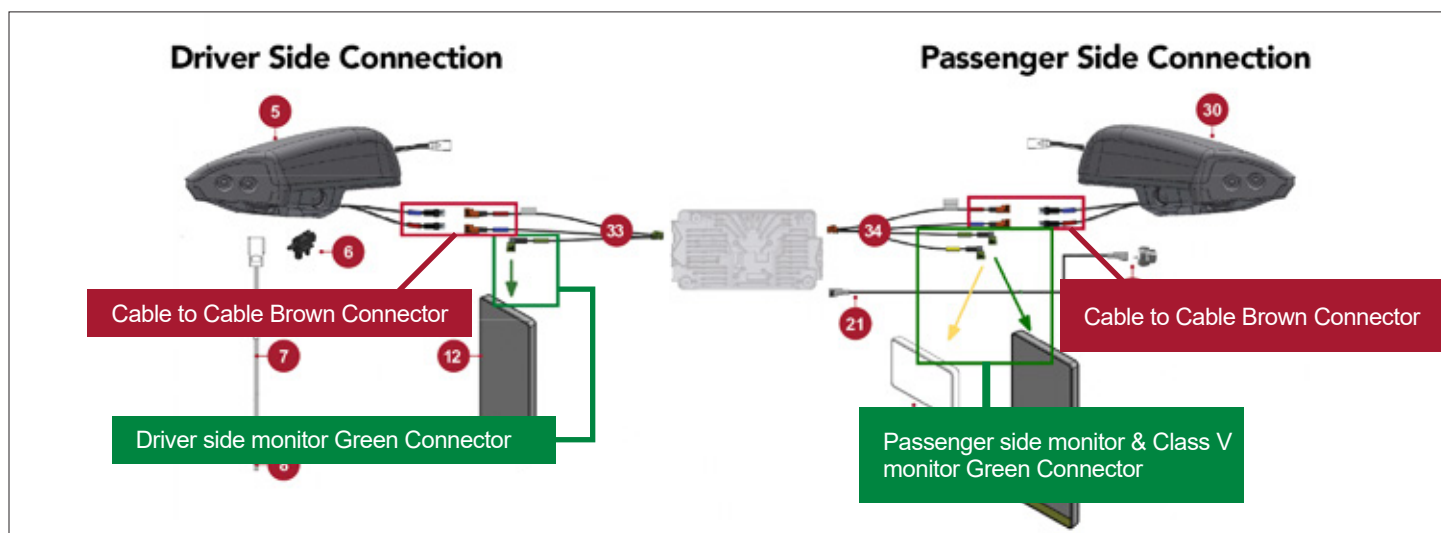 Driver Side Connection
Passenger Side Connection
5
30
33
34
6
Cable to Cable Brown Connector
21
Cable to Cable Brown Connector
7
12
Driver side monitor Green Connector
8
Passenger side monitor & Class V
monitor Green Connector